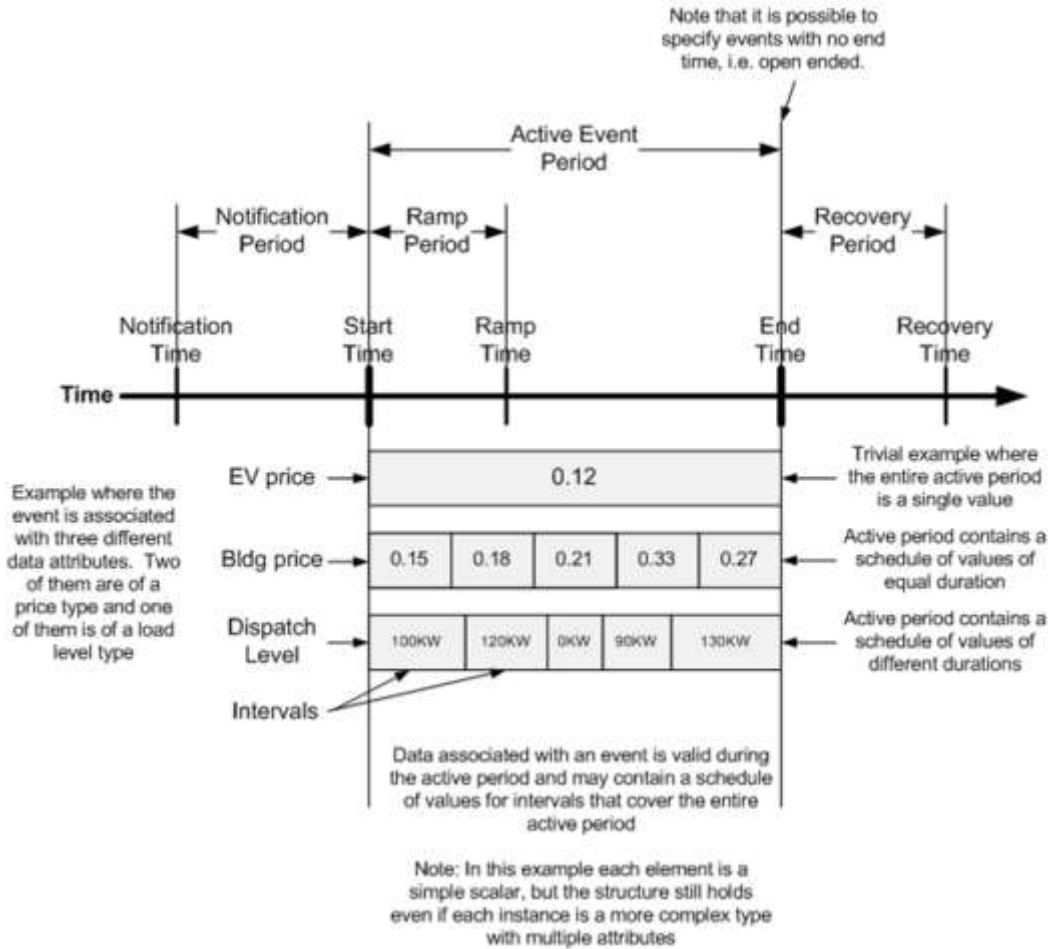 Note that it is possible to
specify events with no end
time, i.e. open ended.
Active Event
Period
Notification
Period
Ramp
Period
Recovery
Period
Notification
Time
Start
Time
Ramp
Time
End
Time
Recovery
Time
Time
EV price
0.12
Trivial example where
the entire active period
is a single value
Example where the
event is associated
with three different
data attributes. Two
of them are of a
price type and one
of them is of a load
level type
Bldg price
0.15 0.18 0.21 0.33 0.27
Active period contains a
schedule of values of
equal duration
Dispatch
Level
100KW 120KW 0KW 90KW 130KW
Active period contains a
schedule of values of
different durations
Intervals
Data associated with an event is valid during
the active period and may contain a schedule
of values for intervals that cover the entire
active period
Note: In this example each element is a
simple scalar, but the structure still holds
even if each instance is a more complex type
with multiple attributes